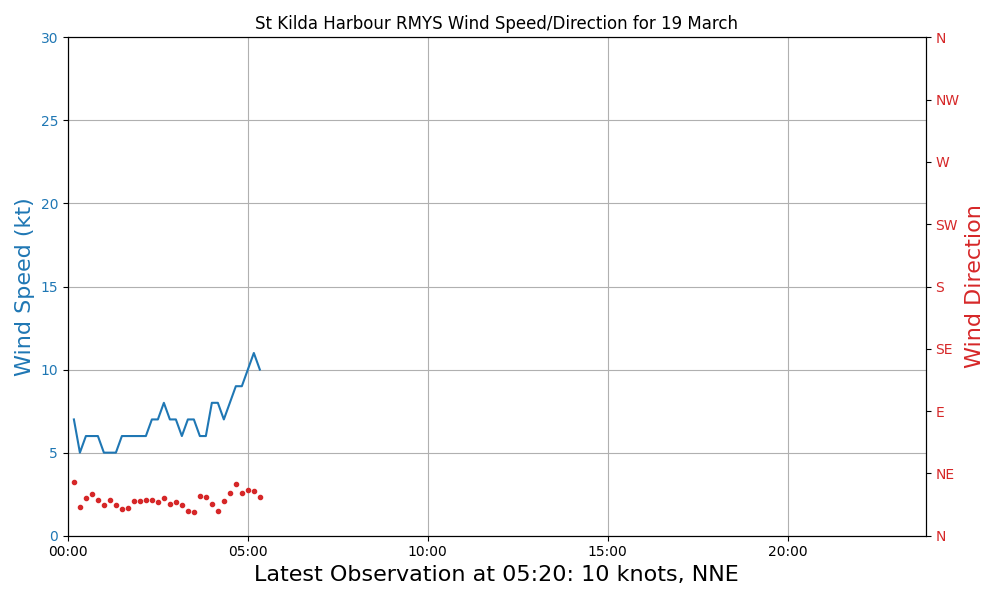 St Kilda Harbour RMYS Wind Speed/Direction for 19 March
30
25
20
15
10
5
0
Wind Speed (kt)
N
NW
W
SW
S
SE
E
NE
N
Wind Direction
00:00
05:00
10:00
15:00
20:00
Latest Observation at 05:20: 10 knots, NNE